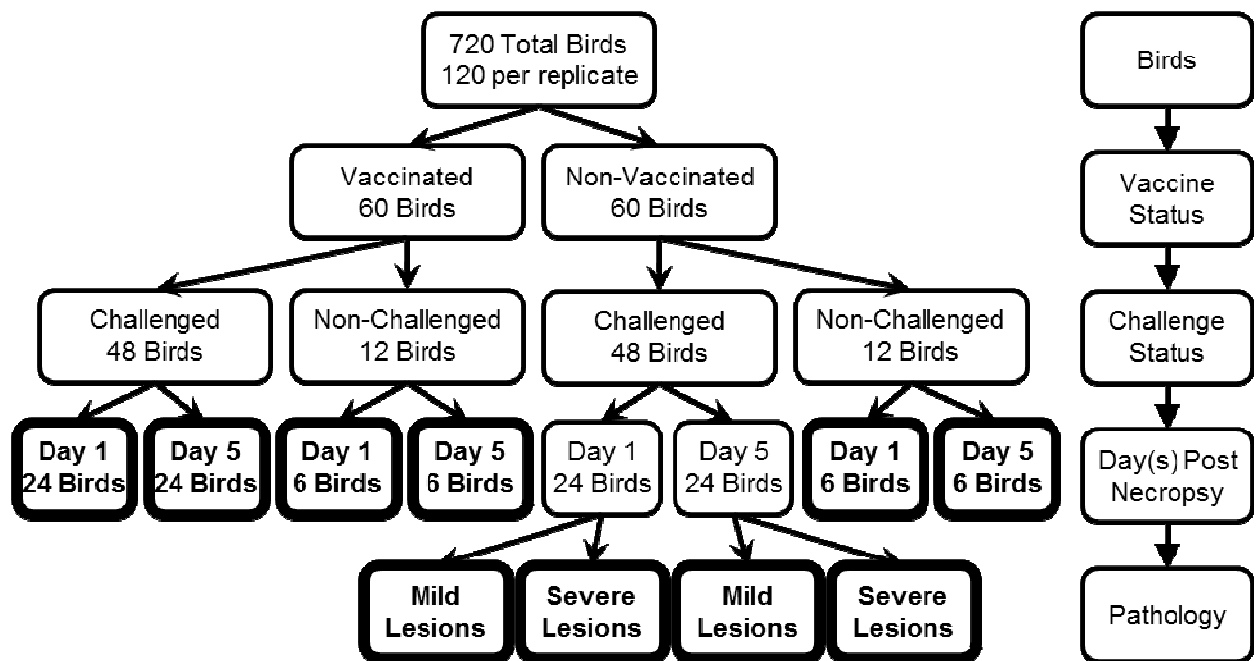 720 Total Birds
120 per replicate
Birds
Vaccinated
60 Birds
Non-Vaccinated
60 Birds
Vaccine
Status
Challenged
48 Birds
Non-Challenged
12 Birds
Challenged
48 Birds
Non-Challenged
12 Birds
Challenge
Status
Day 1
24 Birds
Day 5
24 Birds
Day 1
6 Birds
Day 5
6 Birds
Day 1
24 Birds
Day 5
24 Birds
Day 1
6 Birds
Day 5
6 Birds
Day(s) Post
Necropsy
Mild
Lesions
Severe
Lesions
Mild
Lesions
Severe
Lesions
Pathology